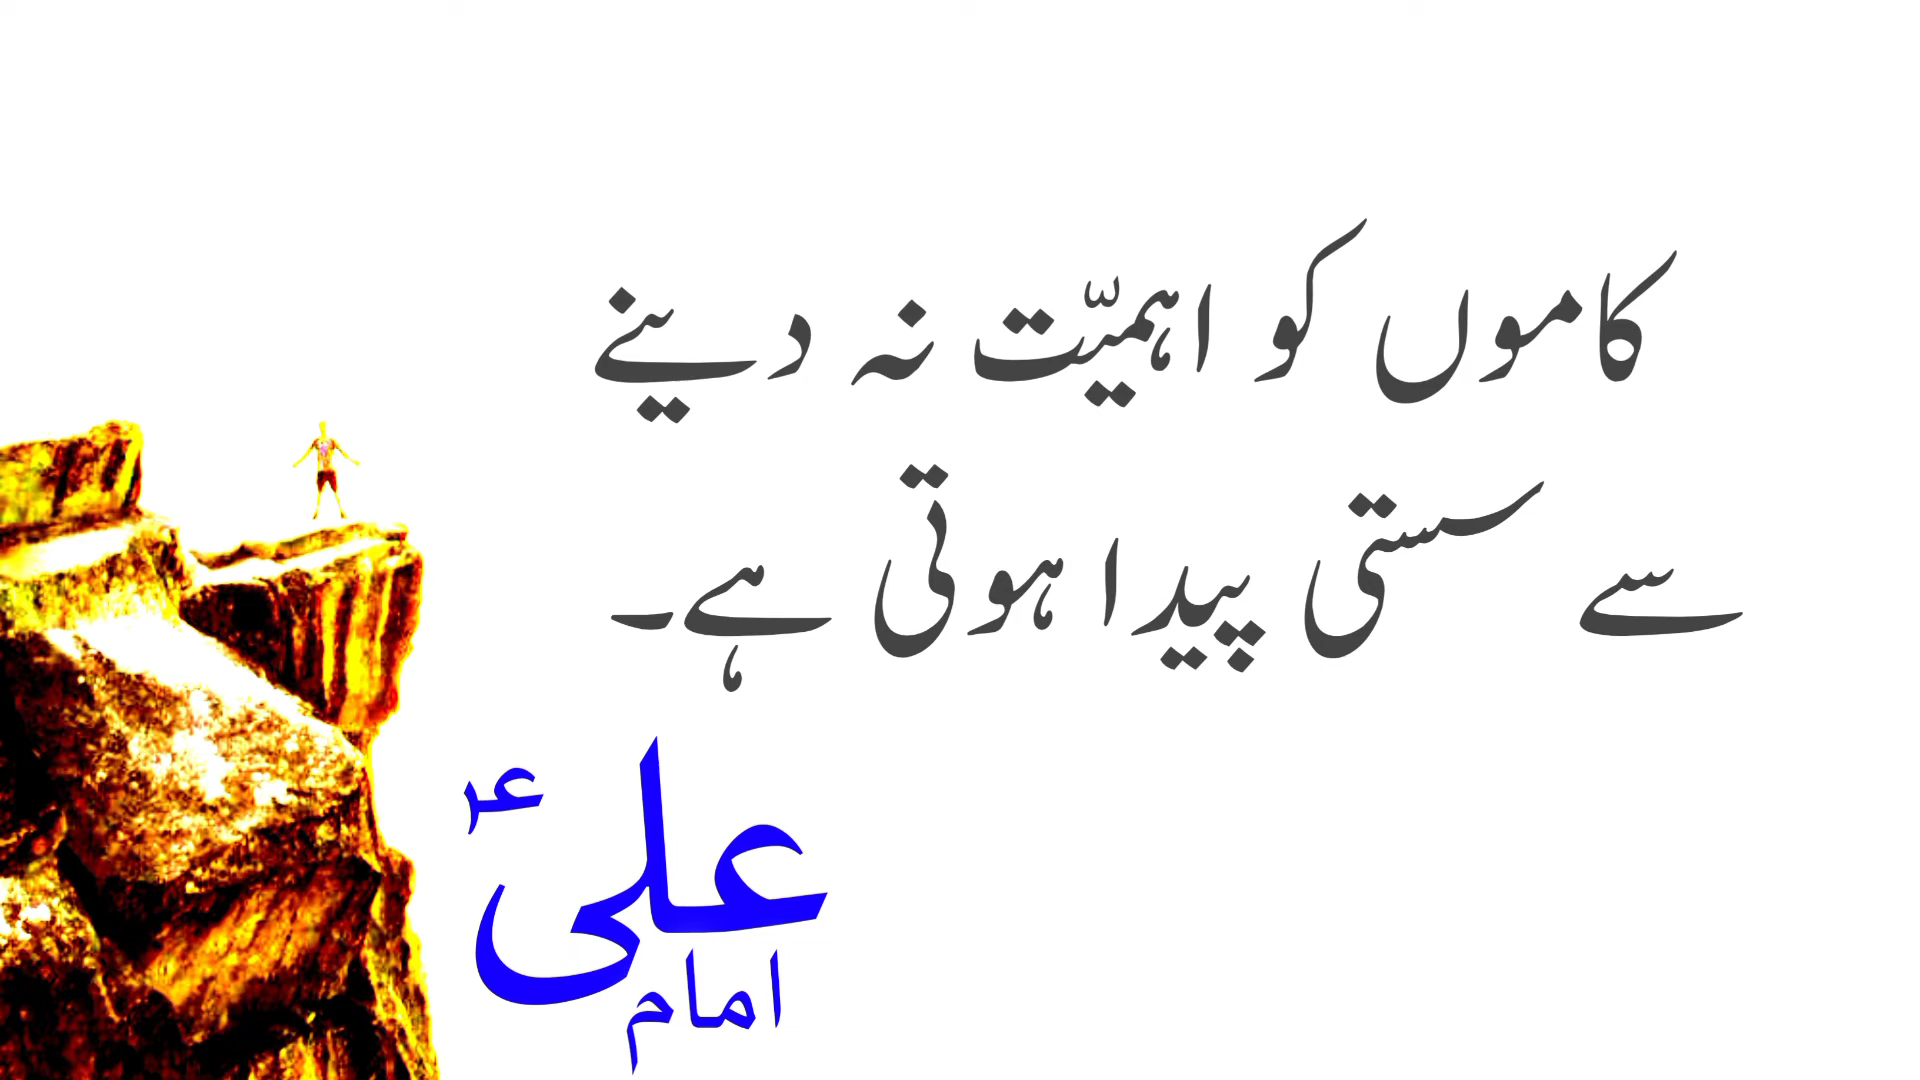 کاموں کو اہمیّت نہ دینے
سے سستی پیدا ہوتی ہے۔
امام علیؑ